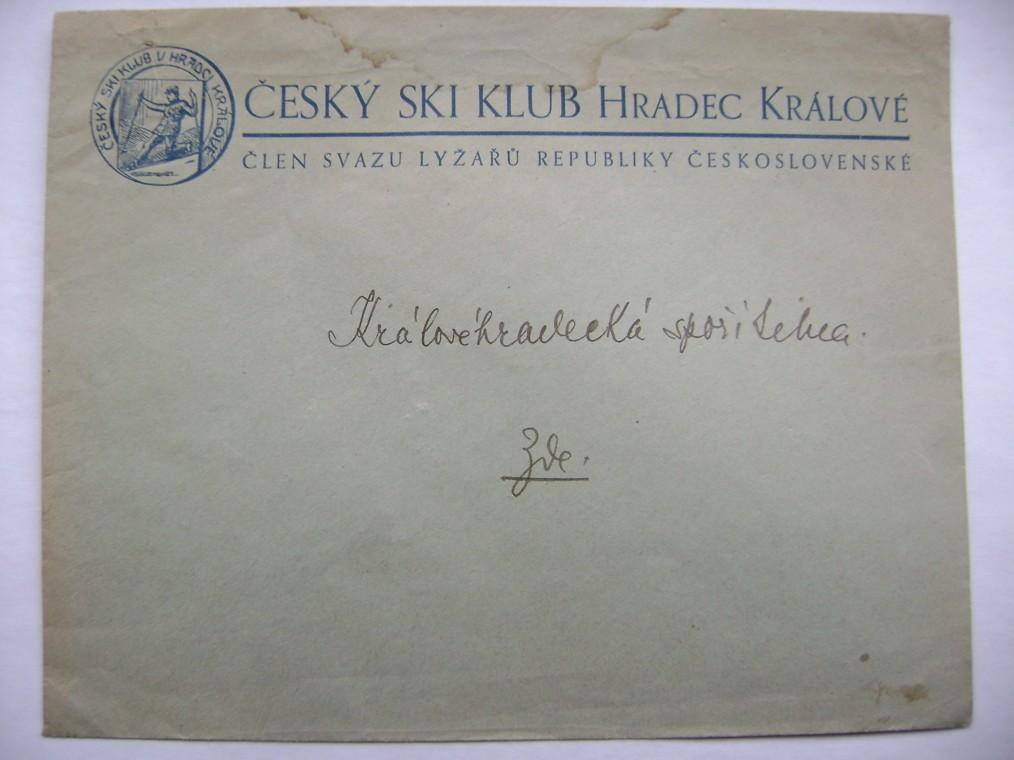 ČESKÝ SKI KLUB V HRADCI KRÁLOVÉ
ČESKÝ SKI KLUB HRADEC KRÁLOVÉ
ČLEN SVAZU LYŽAŘŮ REPUBLIKY ČESKOSLOVENSKÉ
Královéhradecká spořitelna.
Zde.